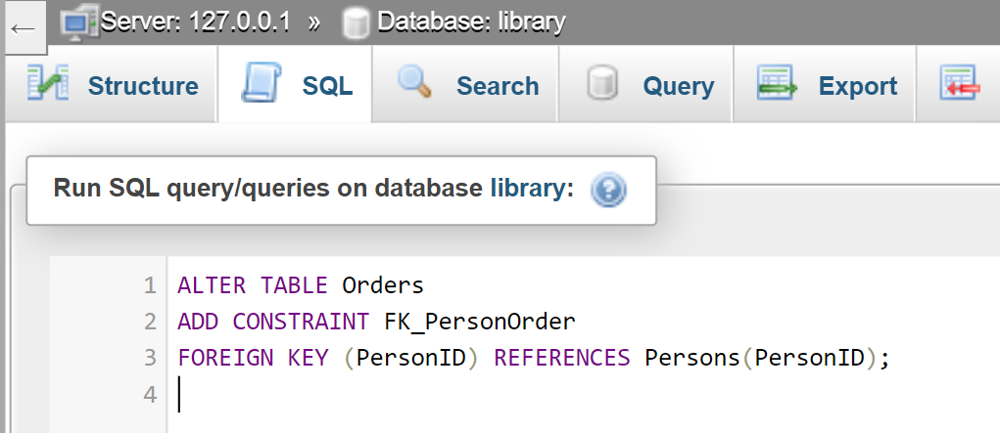 ← Server: 127.0.0.1 » Database: library
Structure SQL Search Query Export
Run SQL query/queries on database library: ?
1 ALTER TABLE Orders
2 ADD CONSTRAINT FK_PersonOrder
3 FOREIGN KEY (PersonID) REFERENCES Persons(PersonID);
4